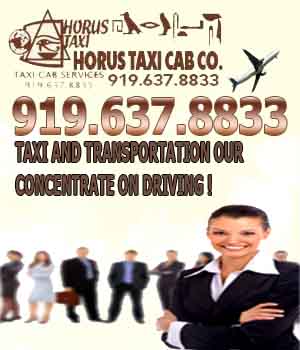 HORUS
TAXI
HORUS TAXI CAB CO.
TAXI CAB SERVICES
919.637.8833
919.637.8833
919.637.8833
TAXI AND TRANSPORTATION OUR
CONCENTRATE ON DRIVING !